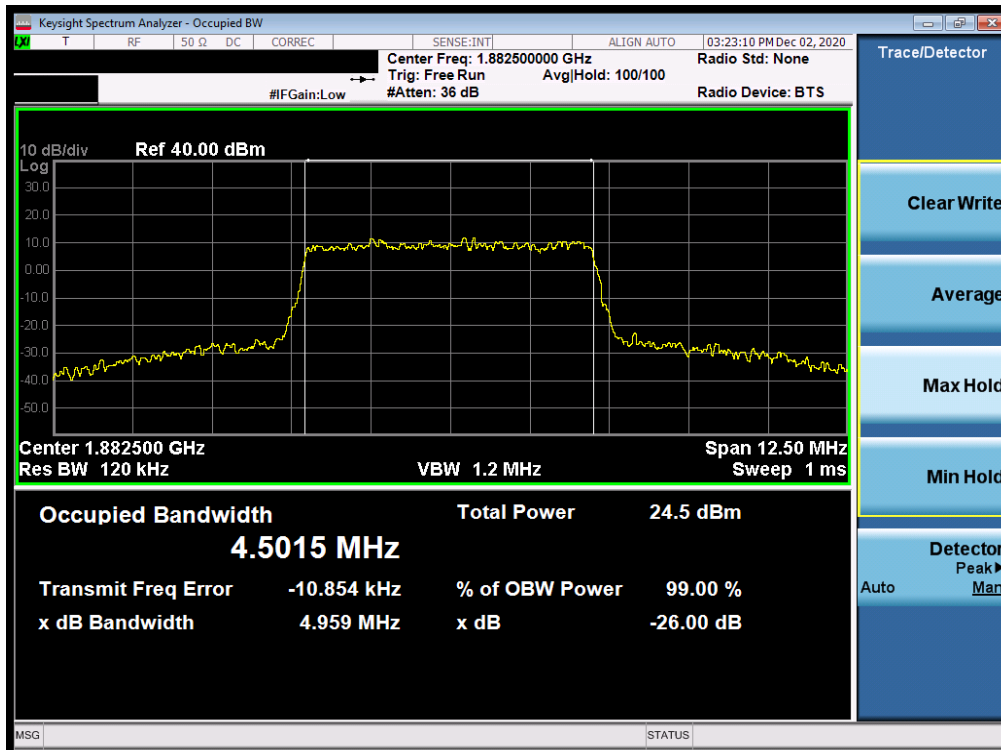 Keysight Spectrum Analyzer - Occupied BW
LXI T RF 50 Ω DC CORREC SENSE:INT ALIGN AUTO 03:23:10 PM Dec 02, 2020
Center Freq: 1.882500000 GHz Radio Std: None
Trig: Free Run Avg|Hold: 100/100
#IFGain:Low #Atten: 36 dB Radio Device: BTS
10 dB/div Ref 40.00 dBm
Log
30.0
20.0
10.0
0.00
-10.0
-20.0
-30.0
-40.0
-50.0
Center 1.882500 GHz Span 12.50 MHz
Res BW 120 kHz VBW 1.2 MHz Sweep 1 ms
Occupied Bandwidth Total Power 24.5 dBm
4.5015 MHz
Transmit Freq Error -10.854 kHz % of OBW Power 99.00 %
x dB Bandwidth 4.959 MHz x dB -26.00 dB
MSG STATUS
Trace/Detector
Clear Write
Average
Max Hold
Min Hold
Detector
Peak▶
Auto Man